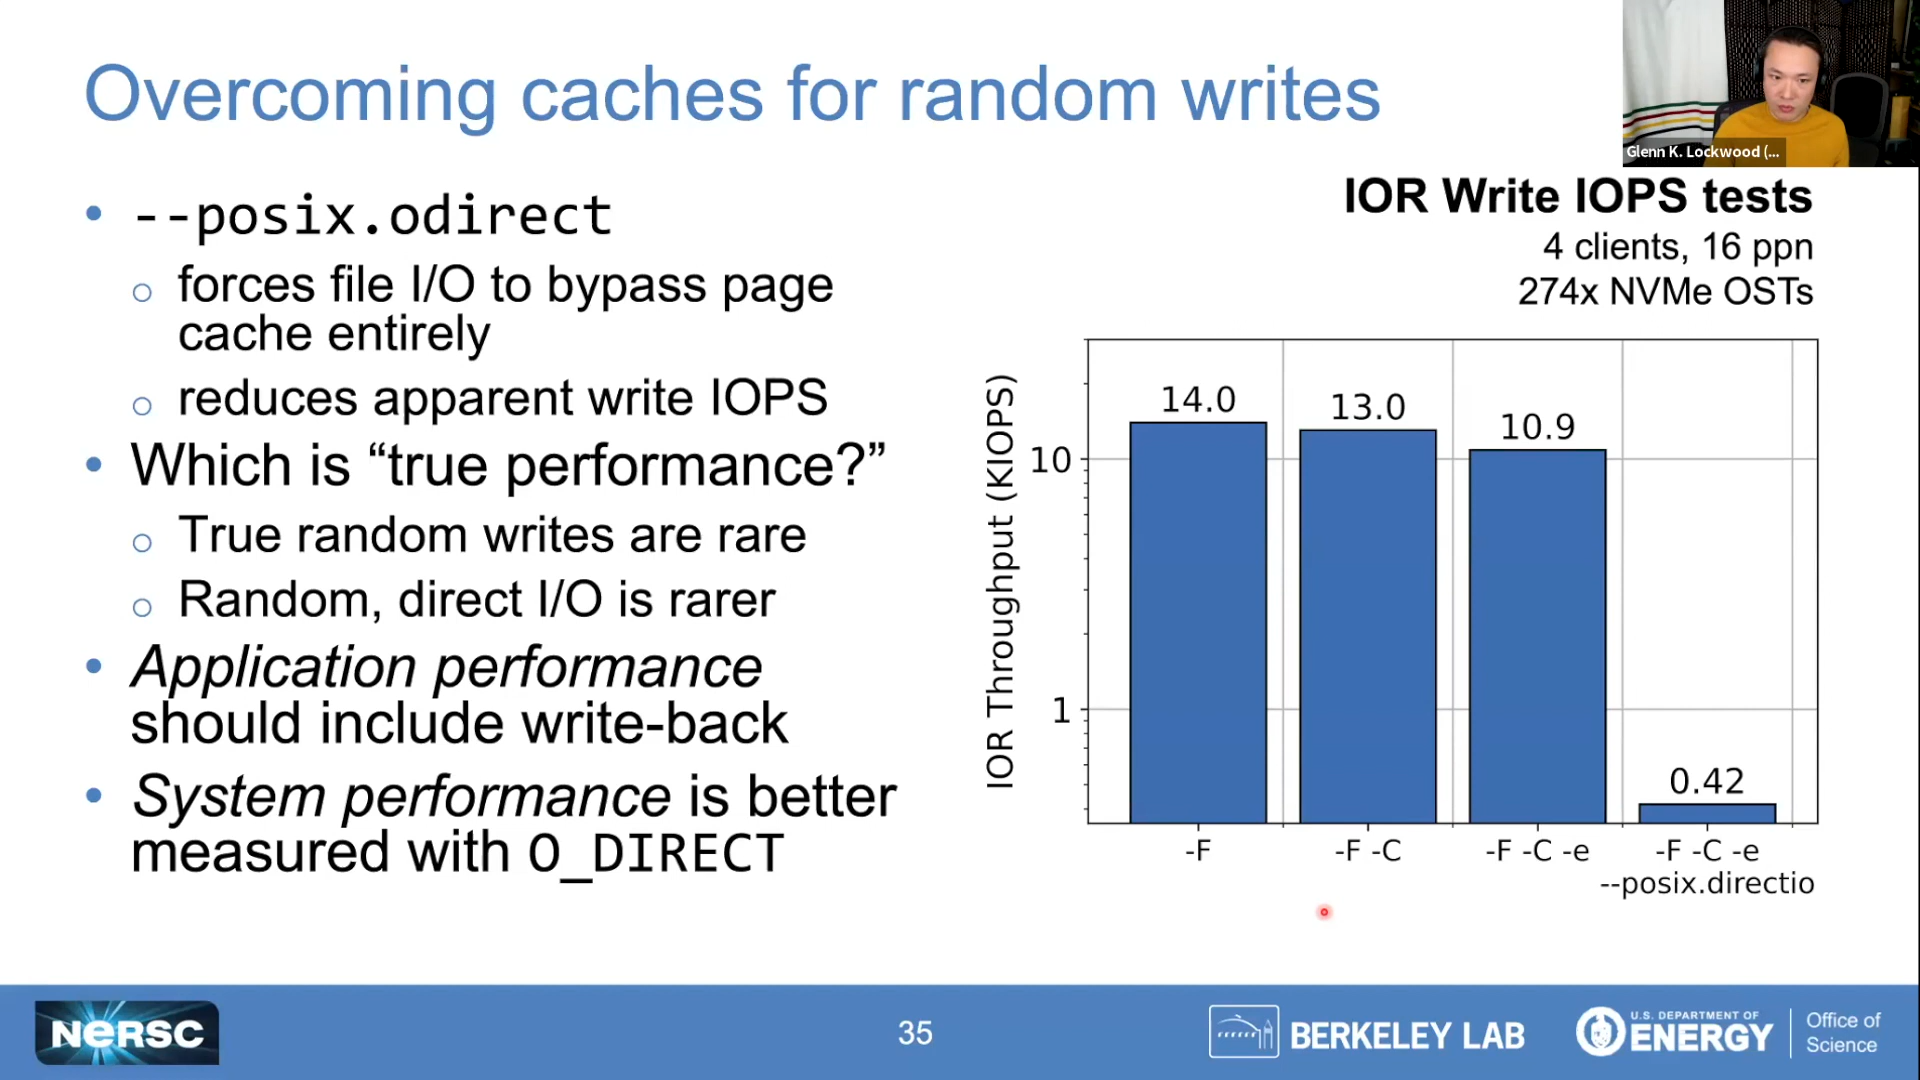 Overcoming caches for random writes
Glenn K. Lockwood (...
• --posix.odirect
o forces file I/O to bypass page
cache entirely
o reduces apparent write IOPS
• Which is “true performance?”
o True random writes are rare
o Random, direct I/O is rarer
• Application performance
should include write-back
• System performance is better
measured with O_DIRECT
IOR Write IOPS tests
4 clients, 16 ppn
274x NVMe OSTs
IOR Throughput (KIOPS)
10
1
14.0
13.0
10.9
0.42
-F
-F -C
-F -C -e
-F -C -e
--posix.directio
NERSC
35
BERKELEY LAB
U.S. DEPARTMENT OF
ENERGY
Office of
Science